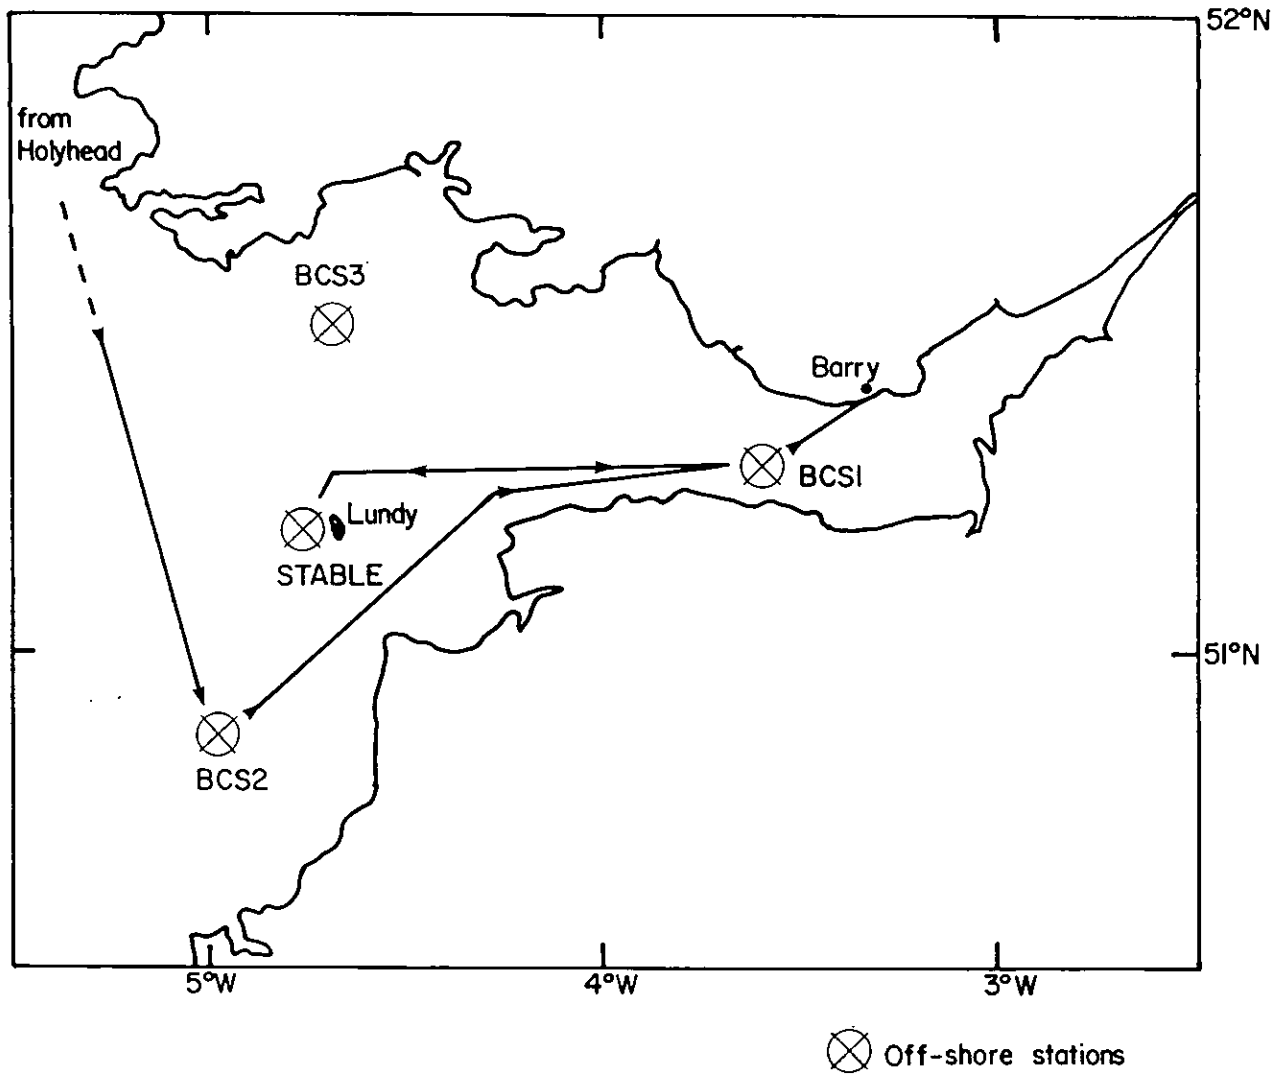 52°N
from
Holyhead
BCS3
Barry
BCS1
Lundy
STABLE
51°N
BCS2
5°W
4°W
3°W
Off-shore stations